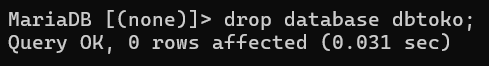 MariaDB [(none)]> drop database dbtoko;
Query OK, 0 rows affected (0.031 sec)